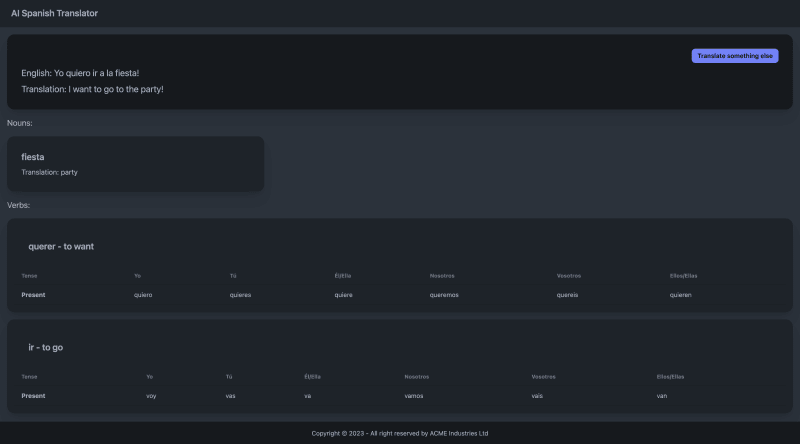 AI Spanish Translator
Translate something else
English: Yo quiero ir a la fiesta!
Translation: I want to go to the party!
Nouns:
fiesta
Translation: party
Verbs:
querer - to want
Tense Yo Tú Él/Ella Nosotros Vosotros Ellos/Ellas
Present quiero quieres quiere queremos queréis quieren
ir - to go
Tense Yo Tú Él/Ella Nosotros Vosotros Ellos/Ellas
Present voy vas va vamos vais van
Copyright © 2023 - All right reserved by ACME Industries Ltd